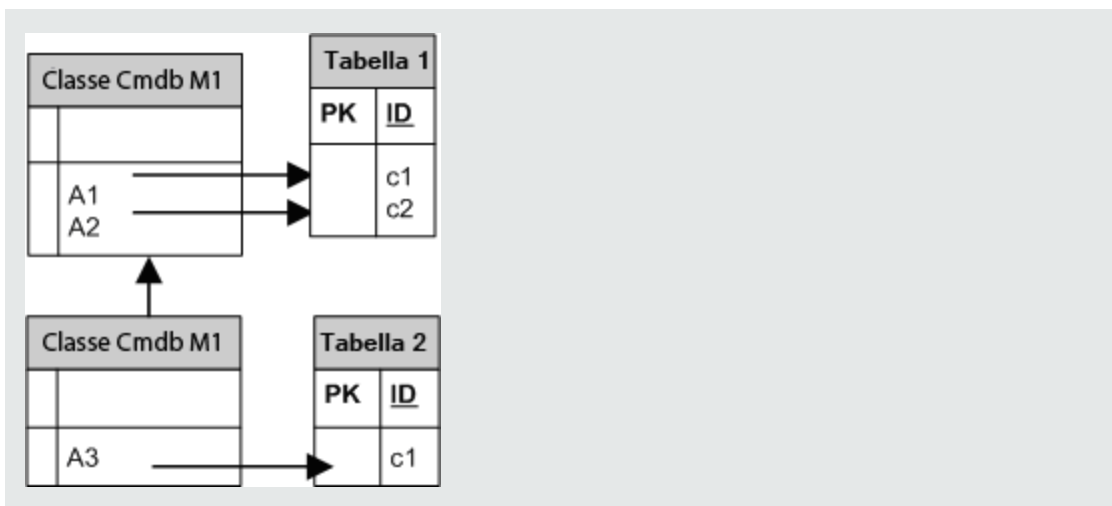 Classe Cmdb M1
A1
A2
Tabella 1
PK ID
c1
c2
Classe Cmdb M1
A3
Tabella 2
PK ID
c1